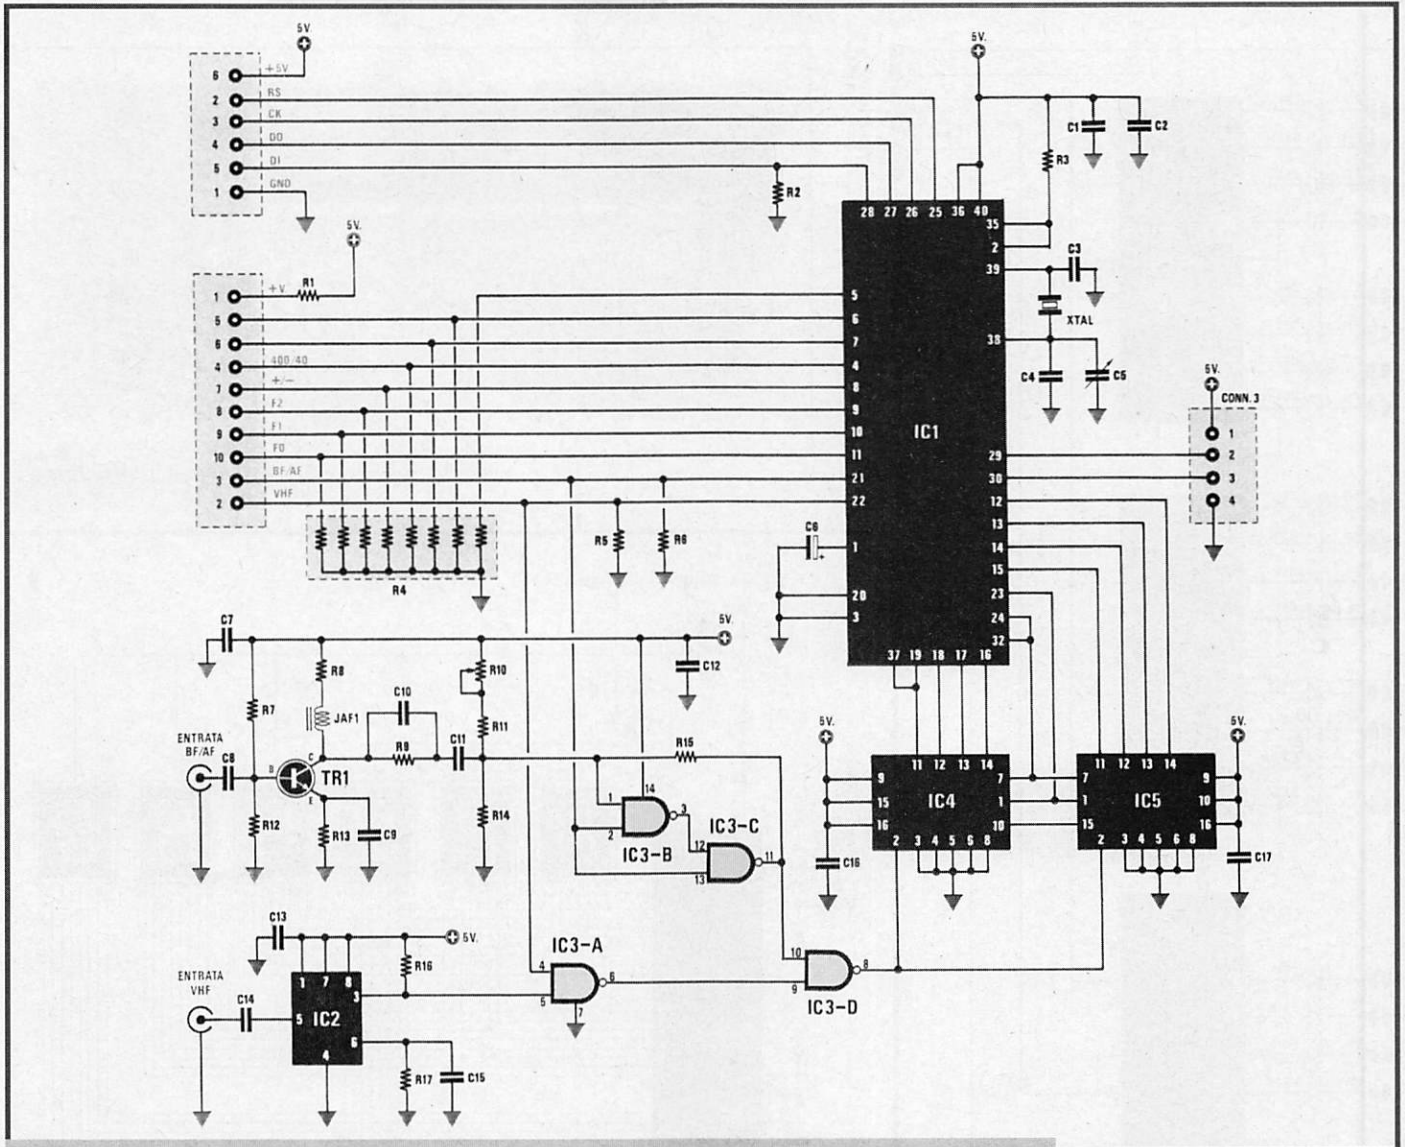 5V.
6 +5V
2 RS
3 CK
4 DO
5 DI
1 GND
R2
28 27 26 25 36 40
5V.
C1 C2
R3
35
2
39
C3
XTAL
38
C4 C5
5V.
1 +V R1
5
6
4 400/40
7 +/-
8 F2
9 F1
10 F0
3 BF/AF
2 VHF
5
6
7
4
8
9
10
11
21
22
1
20
3
IC1
29
30
12
13
14
15
23
24
32
37 19 18 17 16
5V.
CONN. 3
1
2
3
4
R4
R5 R6
C6
+
C7
5V.
C12
R7
R8
JAF1
C10
R9
C11
R10
R11
R14
R15
ENTRATA
BF/AF
C8
B
C
E
TR1
R12
R13
C9
14
1
2
3
IC3-B
IC3-C
12
13
11
5V.
9
15
16
C16
11 12 13 14
IC4
7
1
10
2 3 4 5 6 8
11 12 13 14
7
1
15
IC5
9
10
16
2 3 4 5 6 8
5V.
C17
C13
5V.
R16
ENTRATA
VHF
C14
1 7 8
3
5
IC2
6
4
R17
C15
IC3-A
4
5
6
7
10
9
8
IC3-D